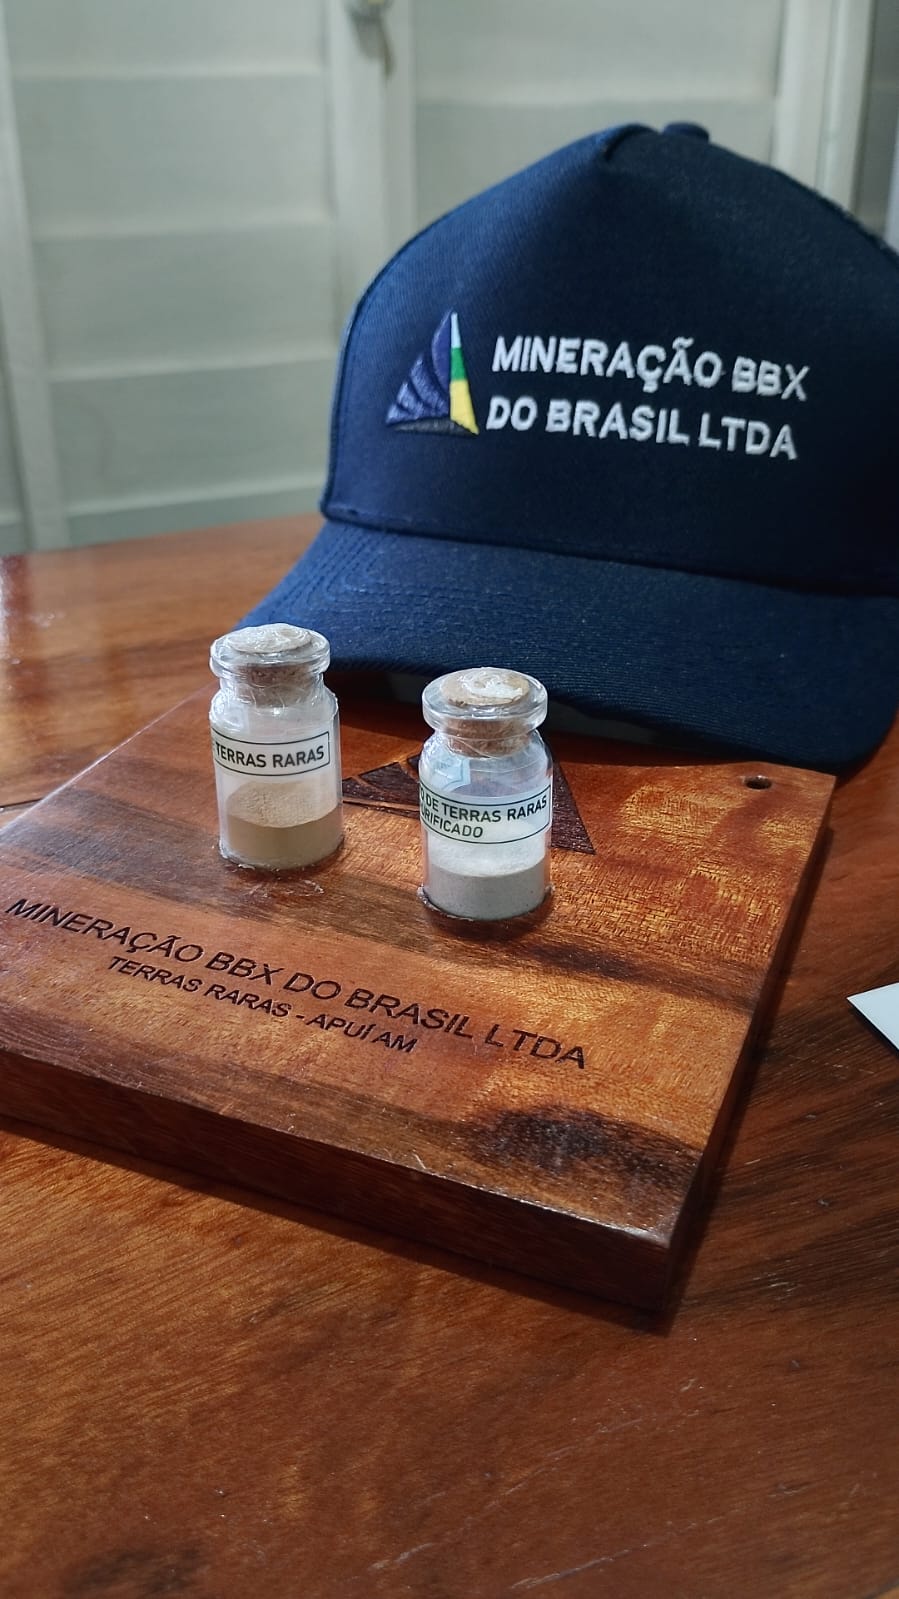 MINERAÇÃO BBX
DO BRASIL LTDA
TERRAS RARAS
DE TERRAS RARAS
MINERAÇÃO BBX DO BRASIL LTDA
TERRAS RARAS - APUÍ AM